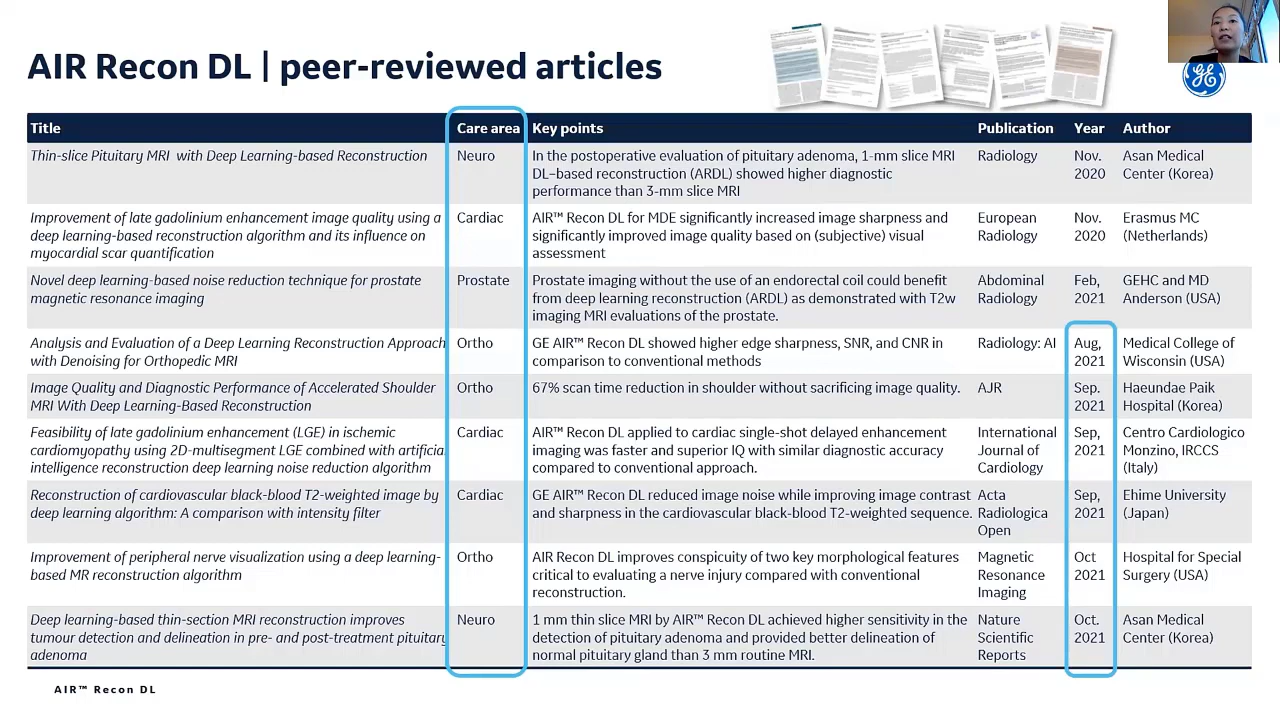 AIR Recon DL | peer-reviewed articles
GE
Title Care area Key points Publication Year Author
Thin-slice Pituitary MRI with Deep Learning-based Reconstruction
Neuro
In the postoperative evaluation of pituitary adenoma, 1-mm slice MRI
DL–based reconstruction (ARDL) showed higher diagnostic
performance than 3-mm slice MRI
Radiology
Nov.
2020
Asan Medical
Center (Korea)
Improvement of late gadolinium enhancement image quality using a
deep learning-based reconstruction algorithm and its influence on
myocardial scar quantification
Cardiac
AIR™ Recon DL for MDE significantly increased image sharpness and
significantly improved image quality based on (subjective) visual
assessment
European
Radiology
Nov.
2020
Erasmus MC
(Netherlands)
Novel deep learning-based noise reduction technique for prostate
magnetic resonance imaging
Prostate
Prostate imaging without the use of an endorectal coil could benefit
from deep learning reconstruction (ARDL) as demonstrated with T2w
imaging MRI evaluations of the prostate.
Abdominal
Radiology
Feb,
2021
GEHC and MD
Anderson (USA)
Analysis and Evaluation of a Deep Learning Reconstruction Approach
with Denoising for Orthopedic MRI
Ortho
GE AIR™ Recon DL showed higher edge sharpness, SNR, and CNR in
comparison to conventional methods
Radiology: AI
Aug,
2021
Medical College of
Wisconsin (USA)
Image Quality and Diagnostic Performance of Accelerated Shoulder
MRI With Deep Learning-Based Reconstruction
Ortho
67% scan time reduction in shoulder without sacrificing image quality.
AJR
Sep.
2021
Haeundae Paik
Hospital (Korea)
Feasibility of late gadolinium enhancement (LGE) in ischemic
cardiomyopathy using 2D-multisegment LGE combined with artificia
intelligence reconstruction deep learning noise reduction algorithm
Cardiac
AIR™ Recon DL applied to cardiac single-shot delayed enhancement
imaging was faster and superior IQ with similar diagnostic accuracy
compared to conventional approach.
International
Journal of
Cardiology
Sep,
2021
Centro Cardiologico
Monzino, IRCCS
(Italy)
Reconstruction of cardiovascular black-blood T2-weighted image by
deep learning algorithm: A comparison with intensity filter
Cardiac
GE AIR™ Recon DL reduced image noise while improving image contrast
and sharpness in the cardiovascular black-blood T2-weighted sequence.
Acta
Radiologica
Open
Sep,
2021
Ehime University
(Japan)
Improvement of peripheral nerve visualization using a deep learning-
based MR reconstruction algorithm
Ortho
AIR Recon DL improves conspicuity of two key morphological features
critical to evaluating a nerve injury compared with conventional
reconstruction.
Magnetic
Resonance
Imaging
Oct
2021
Hospital for Special
Surgery (USA)
Deep learning-based thin-section MRI reconstruction improves
tumour detection and delineation in pre- and post-treatment pituitary
adenoma
Neuro
1 mm thin slice MRI by AIR™ Recon DL achieved higher sensitivity in the
detection of pituitary adenoma and provided better delineation of
normal pituitary gland than 3 mm routine MRI.
Nature
Scientific
Reports
Oct.
2021
Asan Medical
Center (Korea)
AIR™ Recon DL